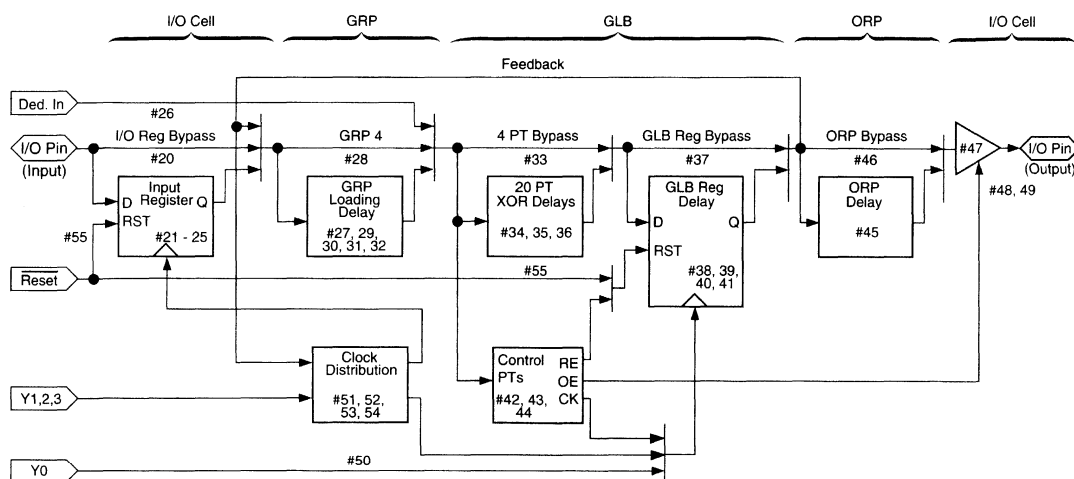 I/O Cell
GRP
GLB
ORP
I/O Cell
Feedback
Ded. In
#26
I/O Reg Bypass
GRP 4
4 PT Bypass
GLB Reg Bypass
ORP Bypass
I/O Pin
(Input)
#20
#28
#33
#37
#46
#47
I/O Pin
(Output)
#48, 49
Input
Register
D
Q
RST
#21 - 25
#55
GRP
Loading
Delay
#27, 29,
30, 31, 32
20 PT
XOR Delays
#34, 35, 36
GLB Reg
Delay
D
Q
RST
#38, 39,
40, 41
ORP
Delay
#45
Reset
#55
Clock
Distribution
#51, 52,
53, 54
Control
PTs
#42, 43,
44
RE
OE
CK
Y1,2,3
Y0
#50